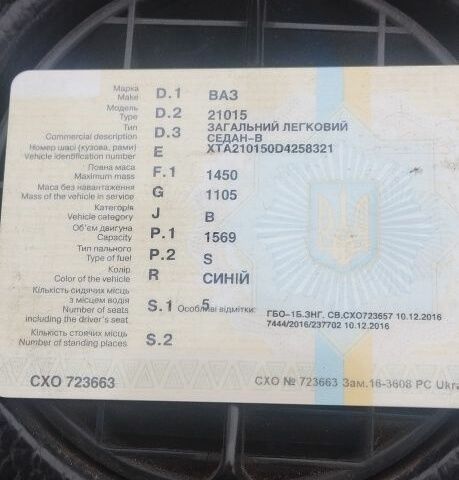 Марка
Make D.1 ВАЗ
Модель
Type D.2 21015
Тип
Commercial description D.3 ЗАГАЛЬНИЙ ЛЕГКОВИЙ
СЕДАН-В
Номер шасі (кузова, рами)
Vehicle identification number E XTA210150D4258321
Повна маса
Maximum mass F.1 1450
Маса без навантаження
Mass of the vehicle in service G 1105
Категорія
Vehicle category J B
Об'єм двигуна
Capacity P.1 1569
Тип пального
Type of fuel P.2 S
Колір
Color of the vehicle R СИНІЙ
Кількість сидячих місць
з місцем водія
Number of seats
including the driver's seat S.1 5
Особливі відмітки: ГБО-1Б.ЗНГ. СВ.СХО723657 10.12.2016
7444/2016/237702 10.12.2016
Кількість стоячих місць
Number of standing places S.2
СХО 723663
СХО № 723663 Зам.16-3608 РС Ukra